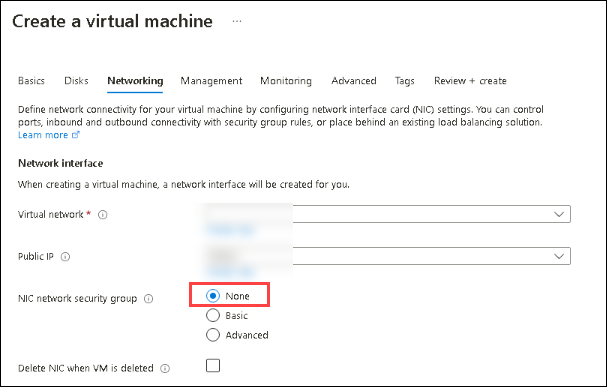 Create a virtual machine ...
Basics Disks Networking Management Monitoring Advanced Tags Review + create
Define network connectivity for your virtual machine by configuring network interface card (NIC) settings. You can control
ports, inbound and outbound connectivity with security group rules, or place behind an existing load balancing solution.
Learn more
Network interface
When creating a virtual machine, a network interface will be created for you.
Virtual network *
Public IP
NIC network security group
None
Basic
Advanced
Delete NIC when VM is deleted